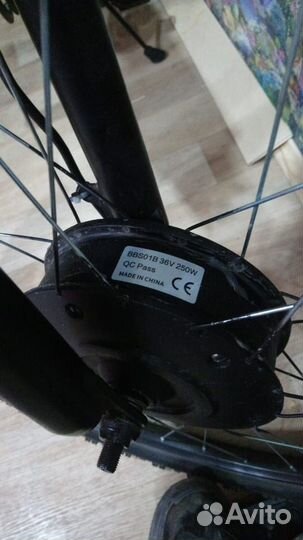 BBS01B 36V 250W
QC Pass
MADE IN CHINA
CE
Avito